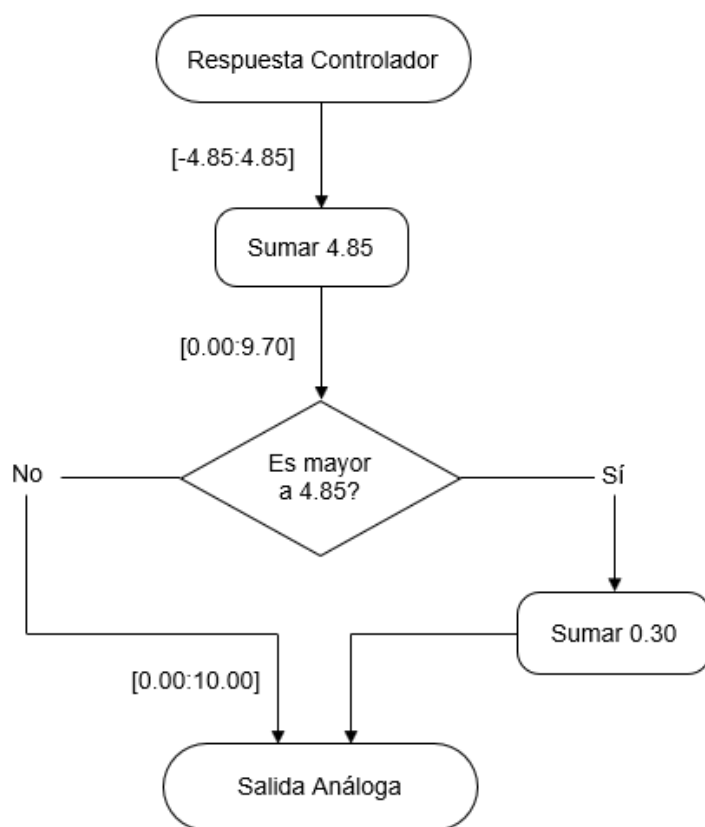 Respuesta Controlador
[-4.85:4.85]
Sumar 4.85
[0.00:9.70]
Es mayor
a 4.85?
No
Sí
Sumar 0.30
[0.00:10.00]
Salida Análoga